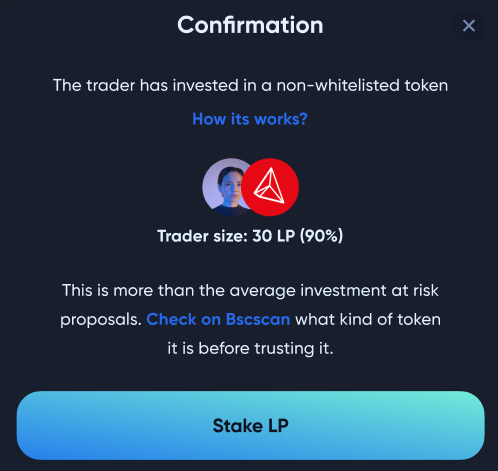 Confirmation
The trader has invested in a non-whitelisted token
How its works?
Trader size: 30 LP (90%)
This is more than the average investment at risk
proposals. Check on Bscscan what kind of token
it is before trusting it.
Stake LP